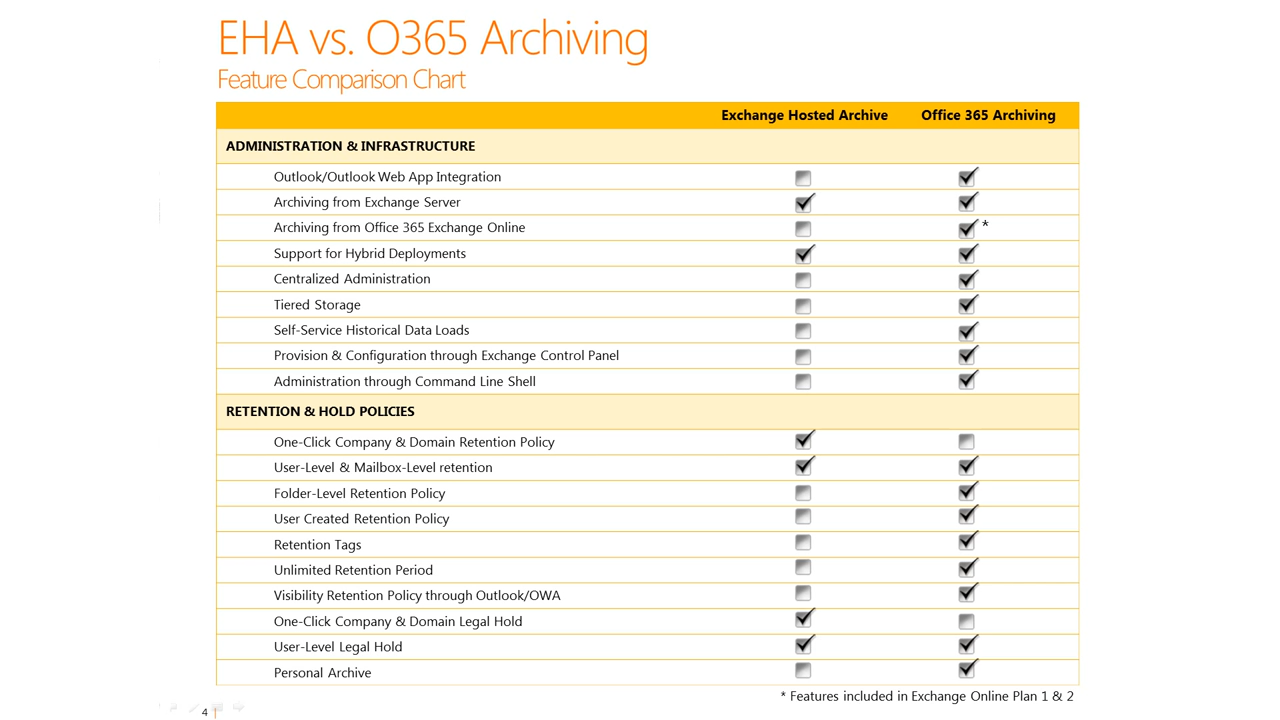 EHA vs. O365 Archiving
Feature Comparison Chart
Exchange Hosted Archive Office 365 Archiving
ADMINISTRATION & INFRASTRUCTURE
Outlook/Outlook Web App Integration
Archiving from Exchange Server
Archiving from Office 365 Exchange Online *
Support for Hybrid Deployments
Centralized Administration
Tiered Storage
Self-Service Historical Data Loads
Provision & Configuration through Exchange Control Panel
Administration through Command Line Shell
RETENTION & HOLD POLICIES
One-Click Company & Domain Retention Policy
User-Level & Mailbox-Level retention
Folder-Level Retention Policy
User Created Retention Policy
Retention Tags
Unlimited Retention Period
Visibility Retention Policy through Outlook/OWA
One-Click Company & Domain Legal Hold
User-Level Legal Hold
Personal Archive
* Features included in Exchange Online Plan 1 & 2
4 |